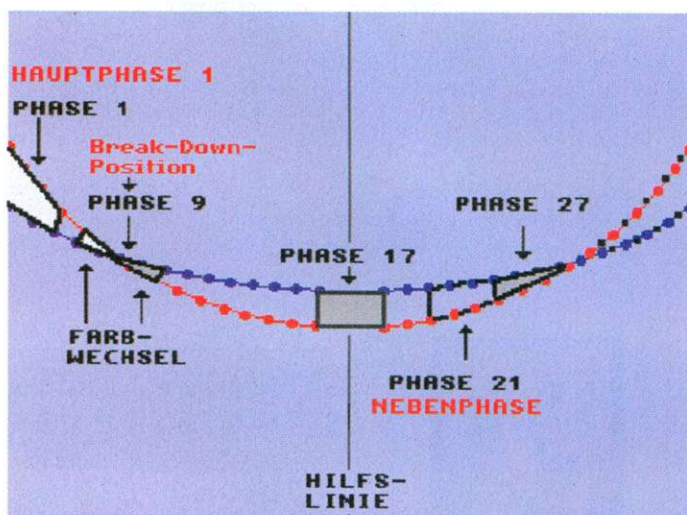 HAUPTPHASE 1
PHASE 1
Break-Down-
Position
PHASE 9
PHASE 17
PHASE 27
FARB-
WECHSEL
PHASE 21
NEBENPHASE
HILFS-
LINIE